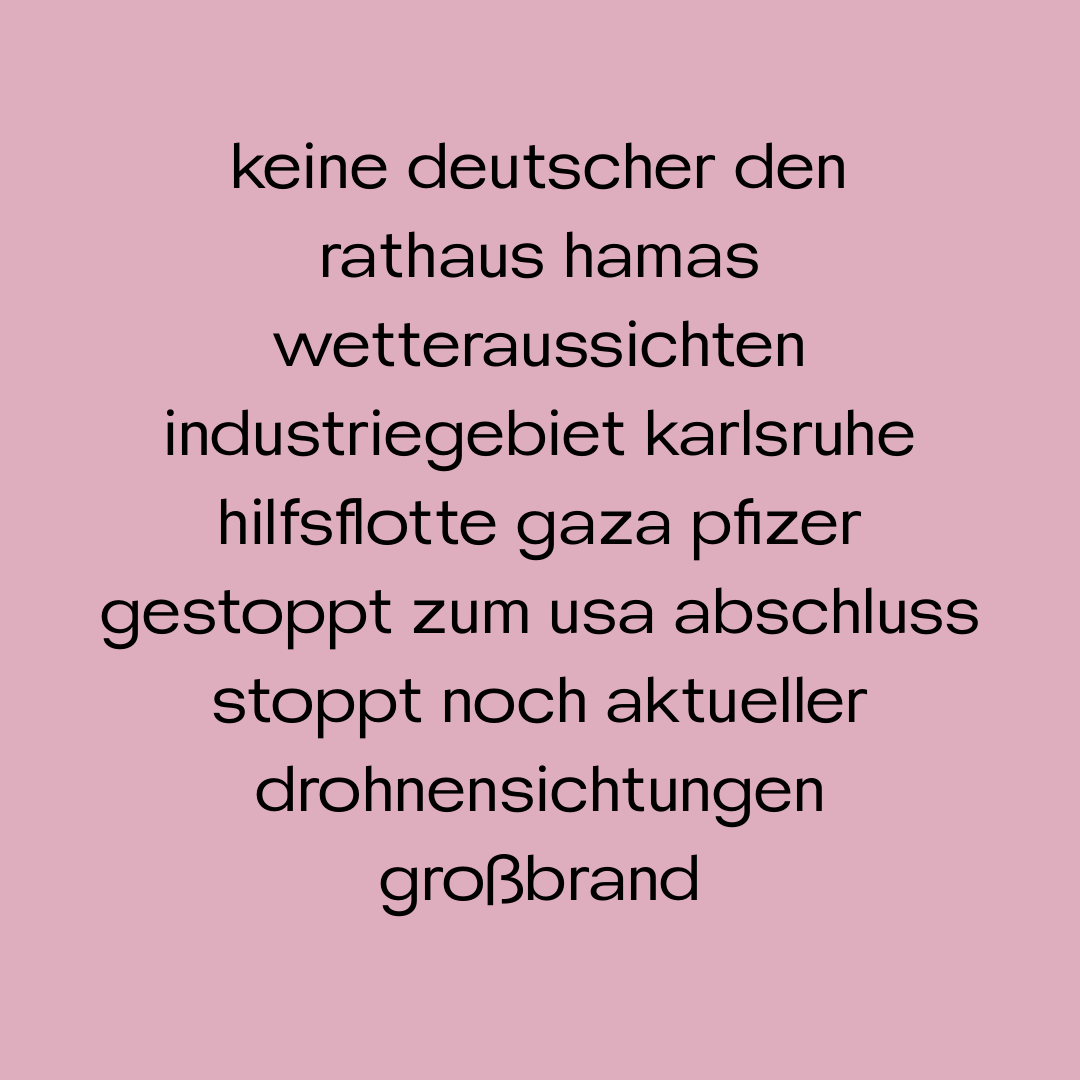 keine deutscher den
rathaus hamas
wetteraussichten
industriegebiet karlsruhe
hilfsflotte gaza pfizer
gestoppt zum usa abschluss
stoppt noch aktueller
drohnensichtungen
großbrand